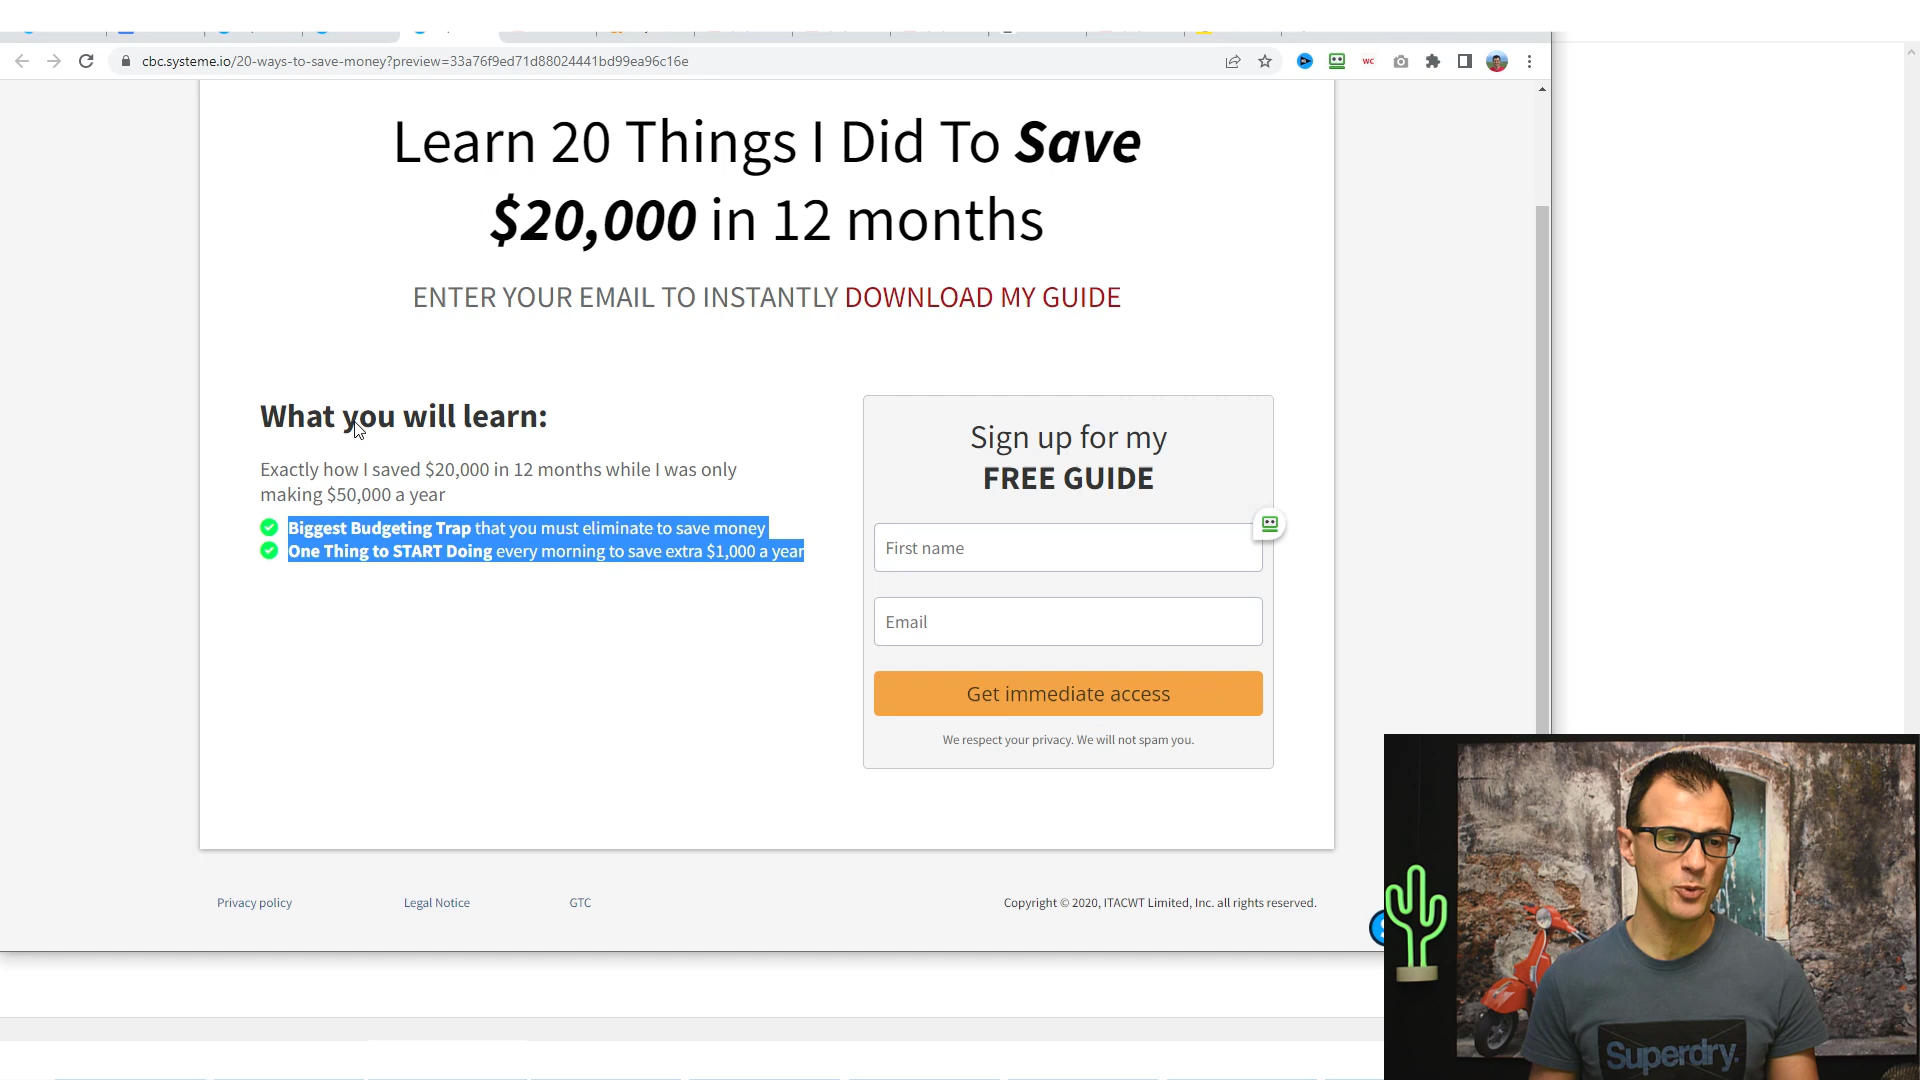 cbc.systeme.io/20-ways-to-save-money?preview=33a76f9ed71d88024441bd99ea96c16e
WC
Learn 20 Things I Did To Save
$20,000 in 12 months
ENTER YOUR EMAIL TO INSTANTLY DOWNLOAD MY GUIDE
What you will learn:
Exactly how I saved $20,000 in 12 months while I was only
making $50,000 a year
Biggest Budgeting Trap that you must eliminate to save money
One Thing to START Doing every morning to save extra $1,000 a year
Sign up for my
FREE GUIDE
First name
Email
Get immediate access
We respect your privacy. We will not spam you.
Privacy policy
Legal Notice
GTC
Copyright © 2020, ITACWT Limited, Inc. all rights reserved.
Superdry.